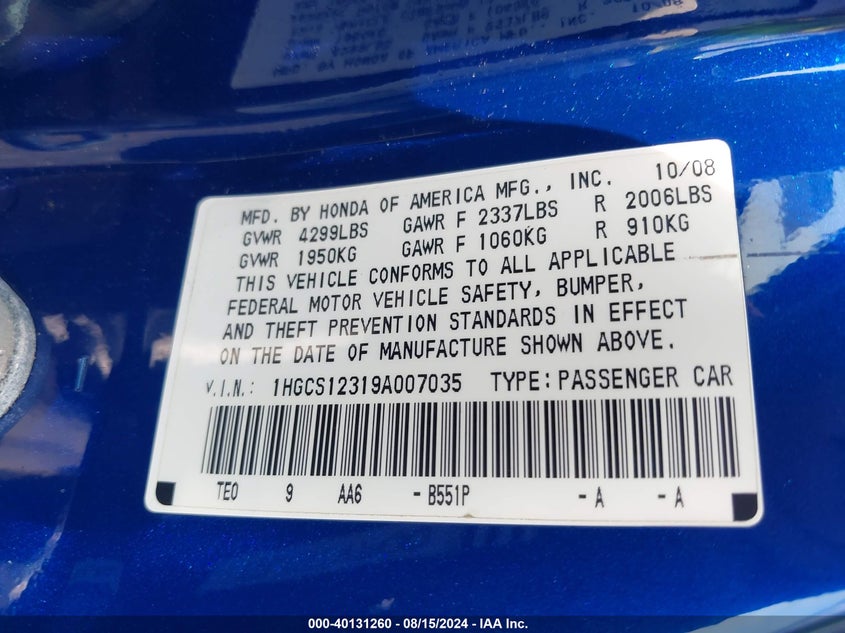 MFD. BY HONDA OF AMERICA MFG., INC. 10/08
GVWR 4299LBS GAWR F 2337LBS R 2006LBS
GVWR 1950KG GAWR F 1060KG R 910KG
THIS VEHICLE CONFORMS TO ALL APPLICABLE
FEDERAL MOTOR VEHICLE SAFETY, BUMPER,
AND THEFT PREVENTION STANDARDS IN EFFECT
ON THE DATE OF MANUFACTURE SHOWN ABOVE.
V.I.N.: 1HGCS12319A007035 TYPE: PASSENGER CAR
TE0 9 AA6 - B551P - A - A
000-40131260 - 08/15/2024 - IAA Inc.